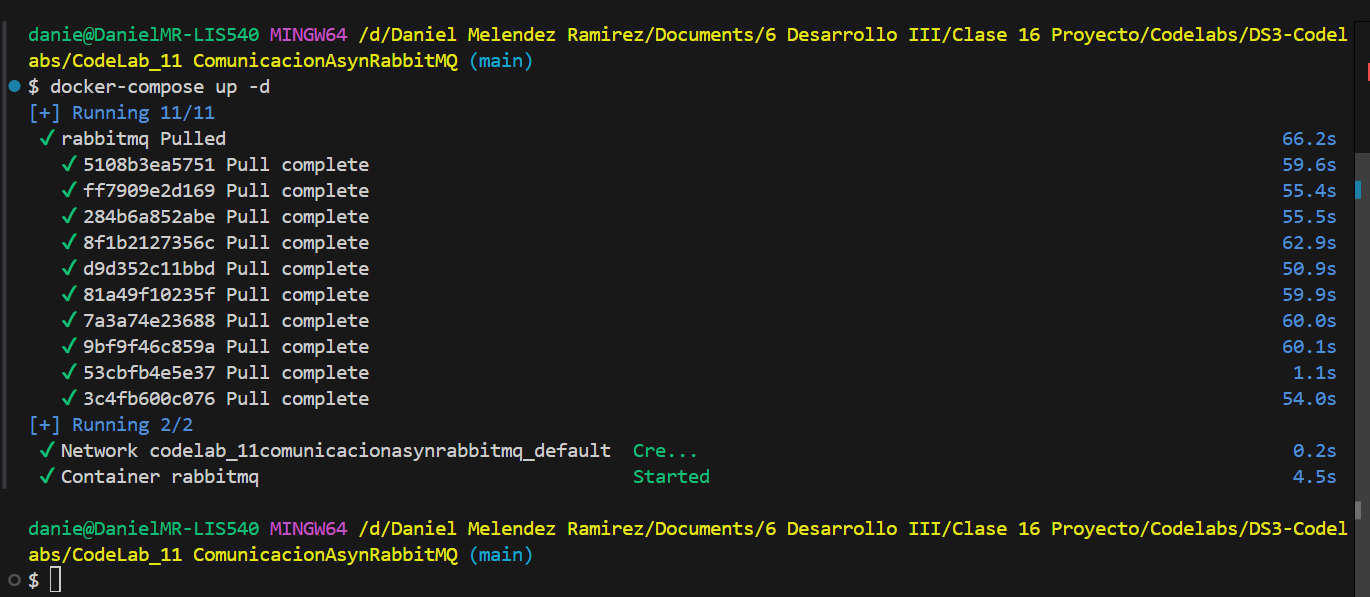 danie@DanielMR-LIS540 MINGW64 /d/Daniel Melendez Ramirez/Documents/6 Desarrollo III/Clase 16 Proyecto/Codelabs/DS3-Codel
abs/CodeLab_11 ComunicacionAsynRabbitMQ (main)
$ docker-compose up -d
[+] Running 11/11
✓ rabbitmq Pulled 66.2s
✓ 5108b3ea5751 Pull complete 59.6s
✓ ff7909e2d169 Pull complete 55.4s
✓ 284b6a852abe Pull complete 55.5s
✓ 8f1b2127356c Pull complete 62.9s
✓ d9d352c11bbd Pull complete 50.9s
✓ 81a49f10235f Pull complete 59.9s
✓ 7a3a74e23688 Pull complete 60.0s
✓ 9bf9f46c859a Pull complete 60.1s
✓ 53cbfb4e5e37 Pull complete 1.1s
✓ 3c4fb600c076 Pull complete 54.0s
[+] Running 2/2
✓ Network codelab_11comunicacionasynrabbitmq_default Cre... 0.2s
✓ Container rabbitmq Started 4.5s
danie@DanielMR-LIS540 MINGW64 /d/Daniel Melendez Ramirez/Documents/6 Desarrollo III/Clase 16 Proyecto/Codelabs/DS3-Codel
abs/CodeLab_11 ComunicacionAsynRabbitMQ (main)
$